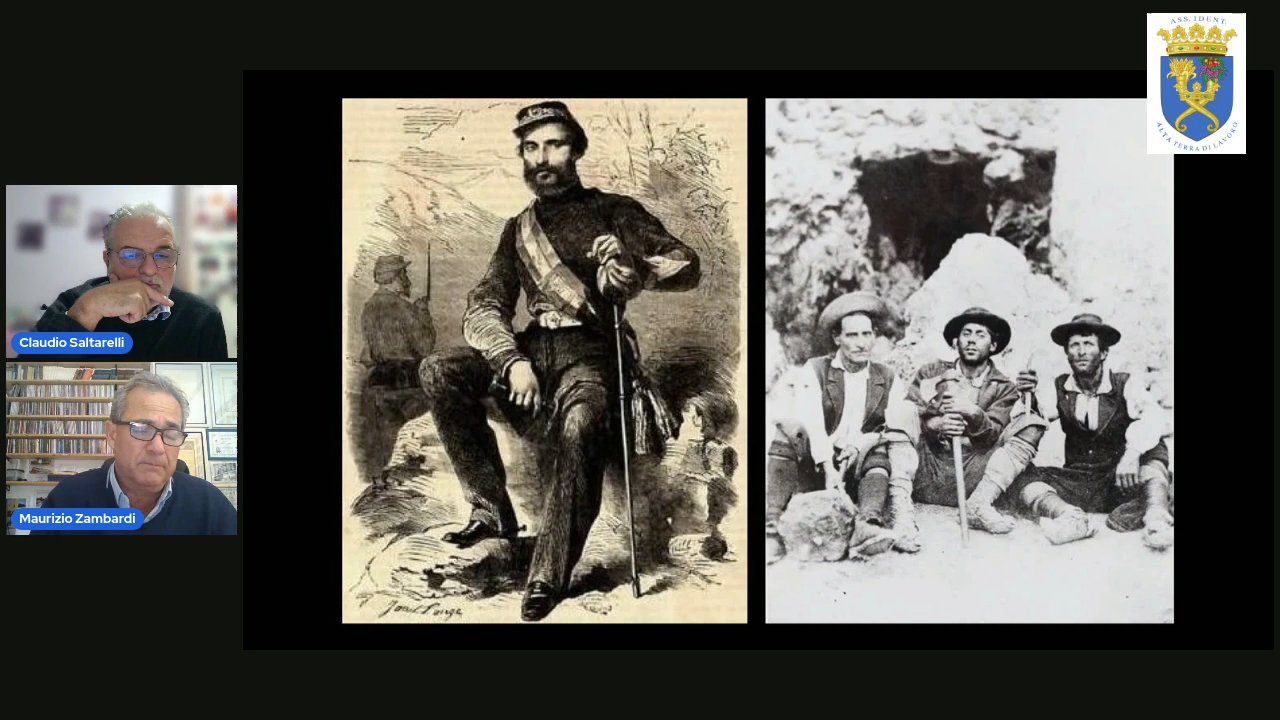 ASS. IDENT.
ALTA TERRA DI LAVORO
Claudio Saltarelli
Maurizio Zambardi